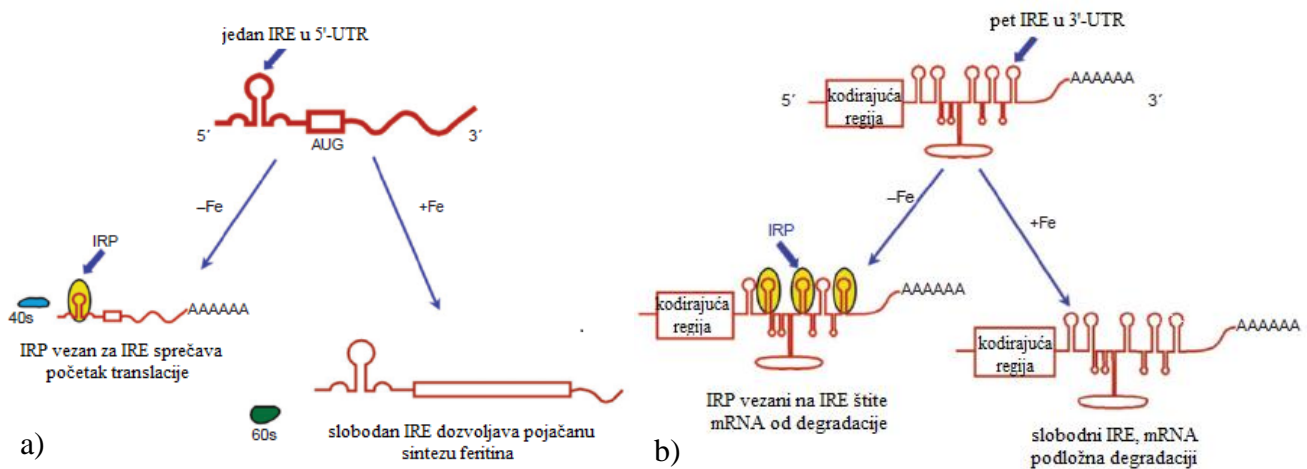 jedan IRE u 5'-UTR
5´
AUG
3´
–Fe
+Fe
IRP
40s
AAAAAA
IRP vezan za IRE sprečava
početak translacije
60s
slobodan IRE dozvoljava pojačanu
sintezu feritina
a)
pet IRE u 3'-UTR
5´
kodirajuća
regija
AAAAAA
3´
–Fe
+Fe
IRP
kodirajuća
regija
AAAAAA
IRP vezani na IRE štite
mRNA od degradacije
kodirajuća
regija
AAAAAA
slobodni IRE, mRNA
podložna degradaciji
b)